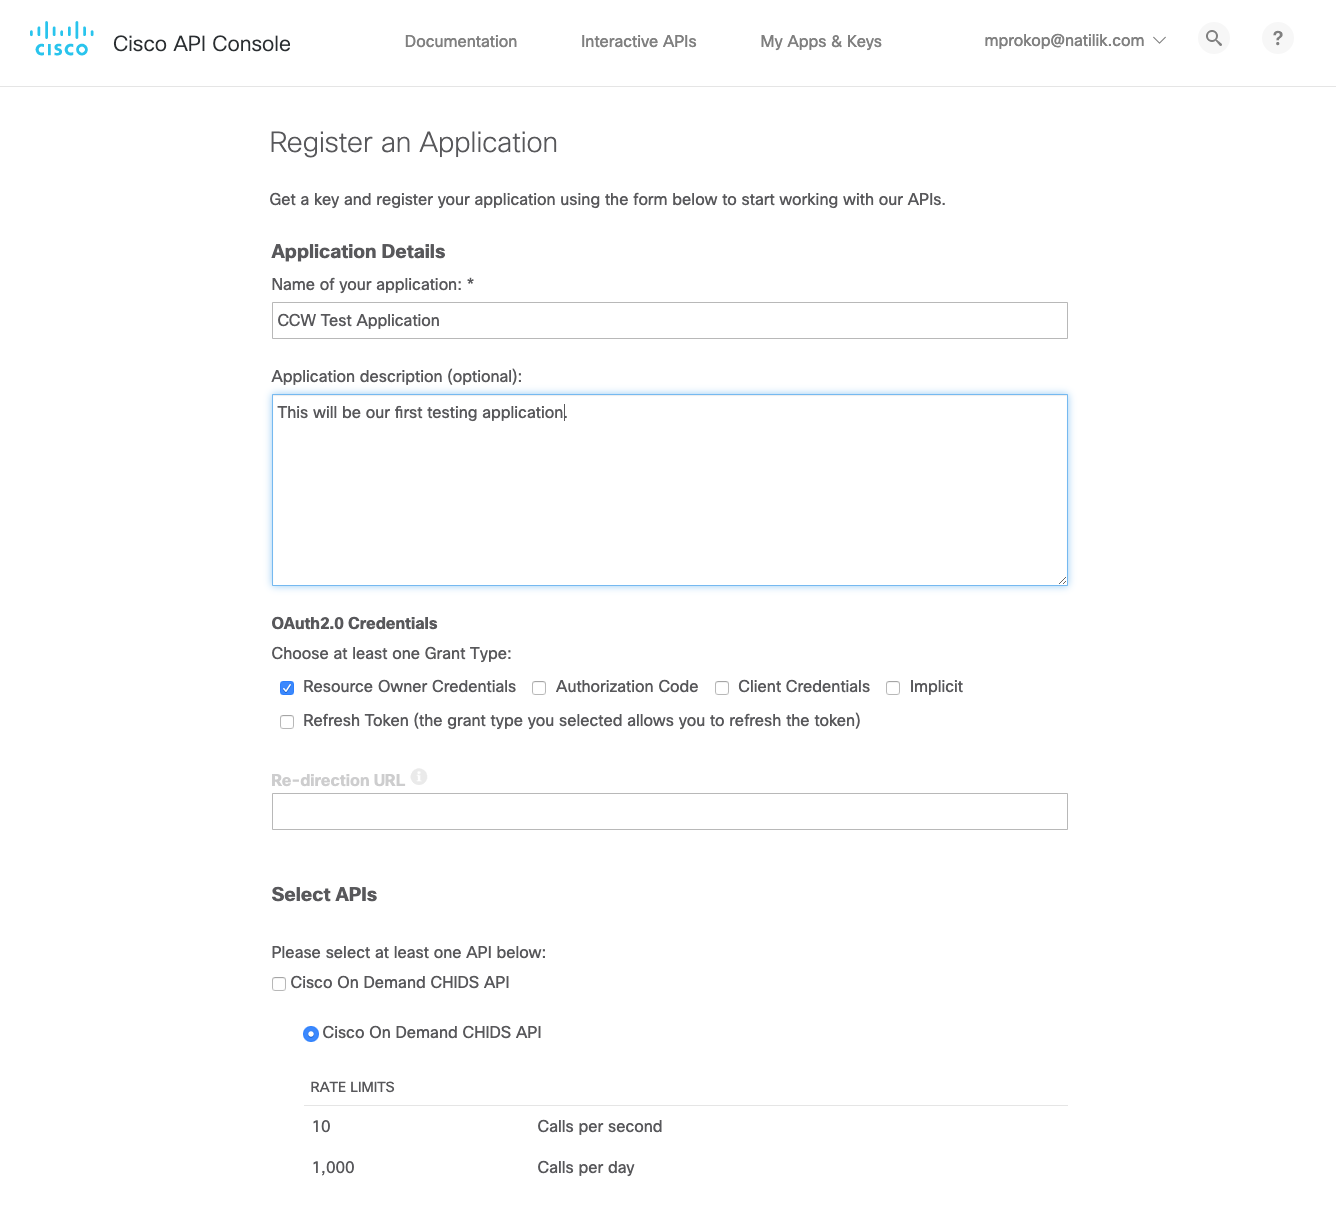 cisco Cisco API Console Documentation Interactive APIs My Apps & Keys mprokop@natilik.com ?
Register an Application
Get a key and register your application using the form below to start working with our APIs.
Application Details
Name of your application: *
CCW Test Application
Application description (optional):
This will be our first testing application.
OAuth2.0 Credentials
Choose at least one Grant Type:
Resource Owner Credentials Authorization Code Client Credentials Implicit
Refresh Token (the grant type you selected allows you to refresh the token)
Re-direction URL
Select APIs
Please select at least one API below:
Cisco On Demand CHIDS API
Cisco On Demand CHIDS API
RATE LIMITS
10 Calls per second
1,000 Calls per day